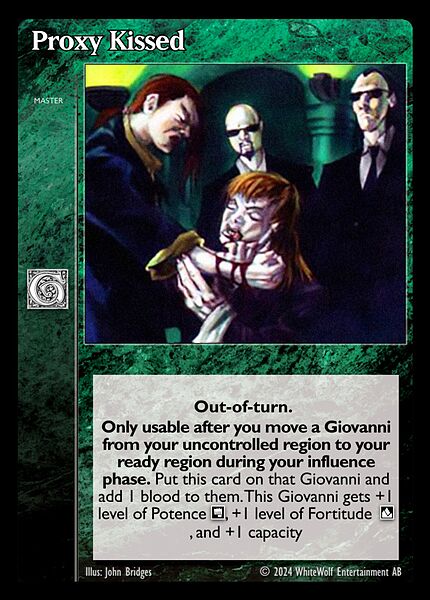 Proxy Kissed
MASTER
Out-of-turn.
Only usable after you move a Giovanni
from your uncontrolled region to your
ready region during your influence
phase. Put this card on that Giovanni and
add 1 blood to them. This Giovanni gets +1
level of Potence , +1 level of Fortitude
, and +1 capacity
Illus: John Bridges © 2024 WhiteWolf Entertainment AB